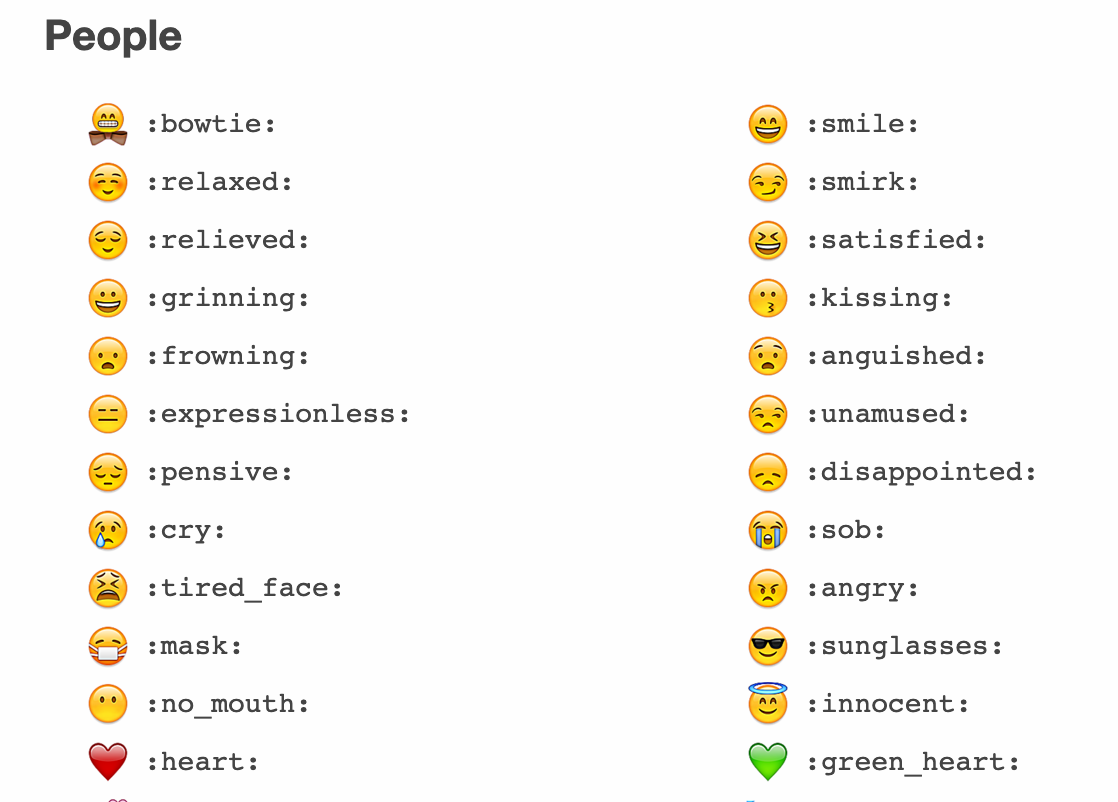 People
:bowtie: :smile:
:relaxed: :smirk:
:relieved: :satisfied:
:grinning: :kissing:
:frowning: :anguished:
:expressionless: :unamused:
:pensive: :disappointed:
:cry: :sob:
:tired_face: :angry:
:mask: :sunglasses:
:no_mouth: :innocent:
:heart: :green_heart: